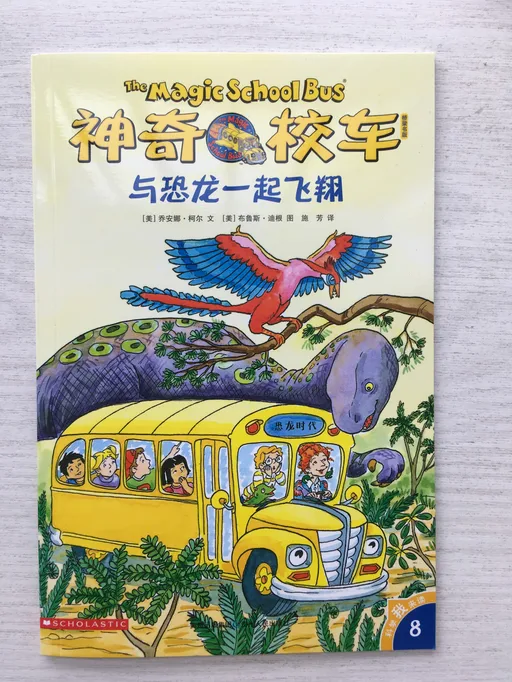 The Magic School Bus
神奇校车
与恐龙一起飞翔
[美]乔安娜·柯尔 文 [美]布鲁斯·迪根 图 施 芳 译
恐龙时代
SCHOLASTIC
8